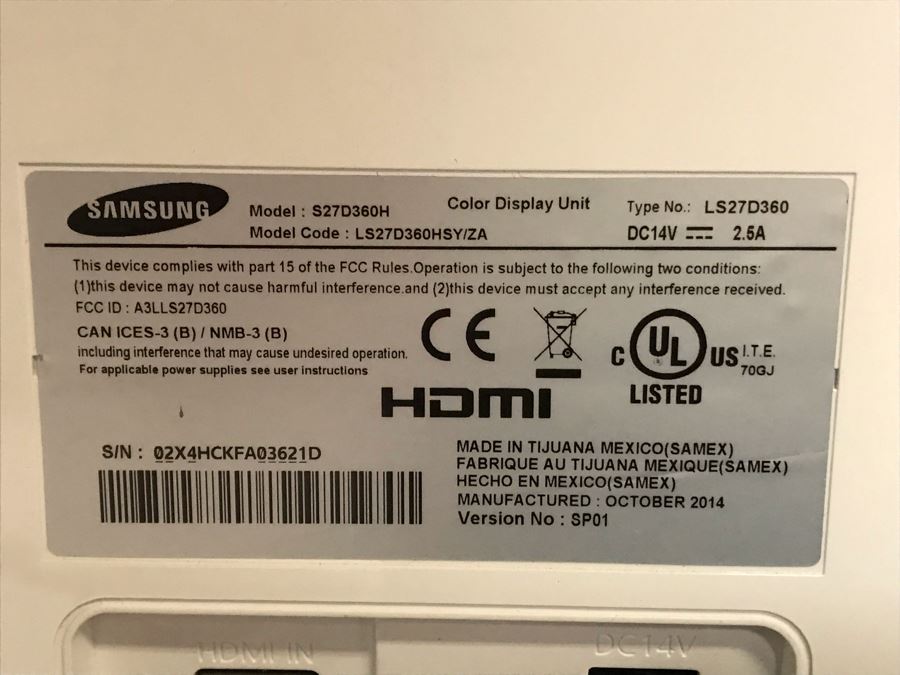 SAMSUNG
Model : S27D360H
Color Display Unit
Type No.: LS27D360
Model Code : LS27D360HSY/ZA
DC14V ⎓ 2.5A
This device complies with part 15 of the FCC Rules.Operation is subject to the following two conditions:
(1)this device may not cause harmful interference.and (2)this device must accept any interference received.
FCC ID : A3LLS27D360
CAN ICES-3 (B) / NMB-3 (B)
including interference that may cause undesired operation.
For applicable power supplies see user instructions
CE
C UL US
LISTED
I.T.E.
70GJ
HDMI
S/N : 02X4HCKFA03621D
MADE IN TIJUANA MEXICO(SAMEX)
FABRIQUE AU TIJUANA MEXIQUE(SAMEX)
HECHO EN MEXICO(SAMEX)
MANUFACTURED : OCTOBER 2014
Version No : SP01
HDMI IN
DC14V